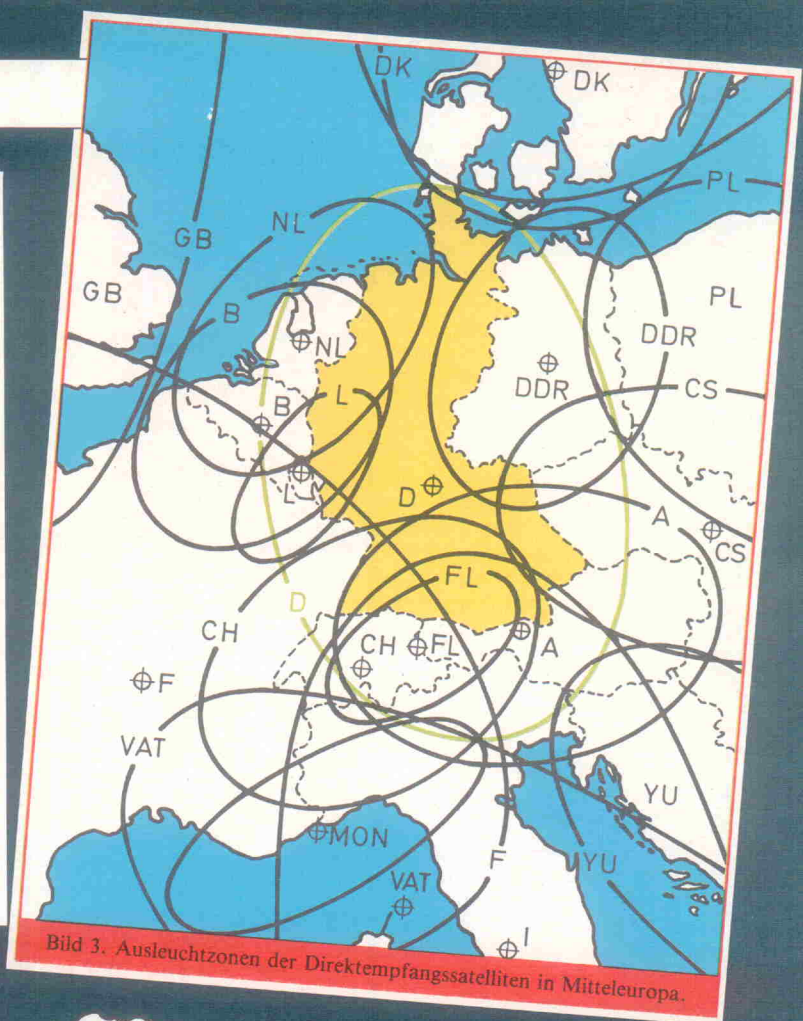 DK
DK
PL
GB
NL
GB
B
PL
DDR
NL
DDR
L
CS
B
L
D
A
CS
FL
D
CH
CH
FL
A
F
VAT
YU
MON
F
YU
VAT
I
Bild 3. Ausleuchtzonen der Direktempfangssatelliten in Mitteleuropa.